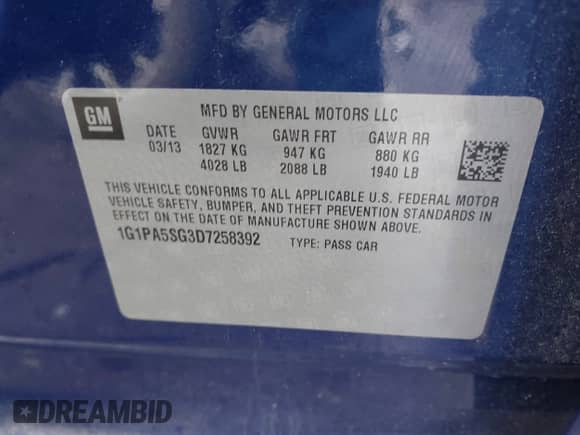 GM
MFD BY GENERAL MOTORS LLC
DATE GVWR GAWR FRT GAWR RR
03/13 1827 KG 947 KG 880 KG
4028 LB 2088 LB 1940 LB
THIS VEHICLE CONFORMS TO ALL APPLICABLE U.S. FEDERAL MOTOR
VEHICLE SAFETY, BUMPER, AND THEFT PREVENTION STANDARDS IN
EFFECT ON THE DATE OF MANUFACTURE SHOWN ABOVE.
1G1PA5SG3D7258392 TYPE: PASS CAR
DREAMBID